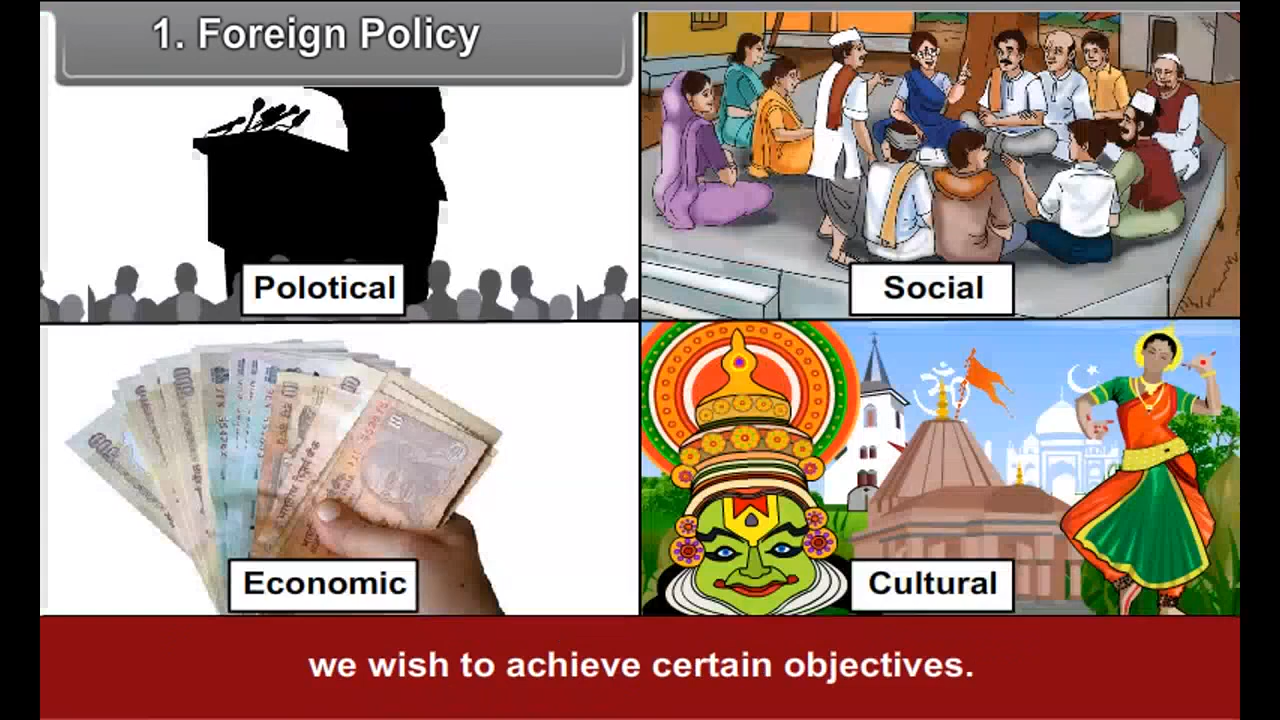 1. Foreign Policy
Polotical
Social
Economic
Cultural
ॐ
we wish to achieve certain objectives.